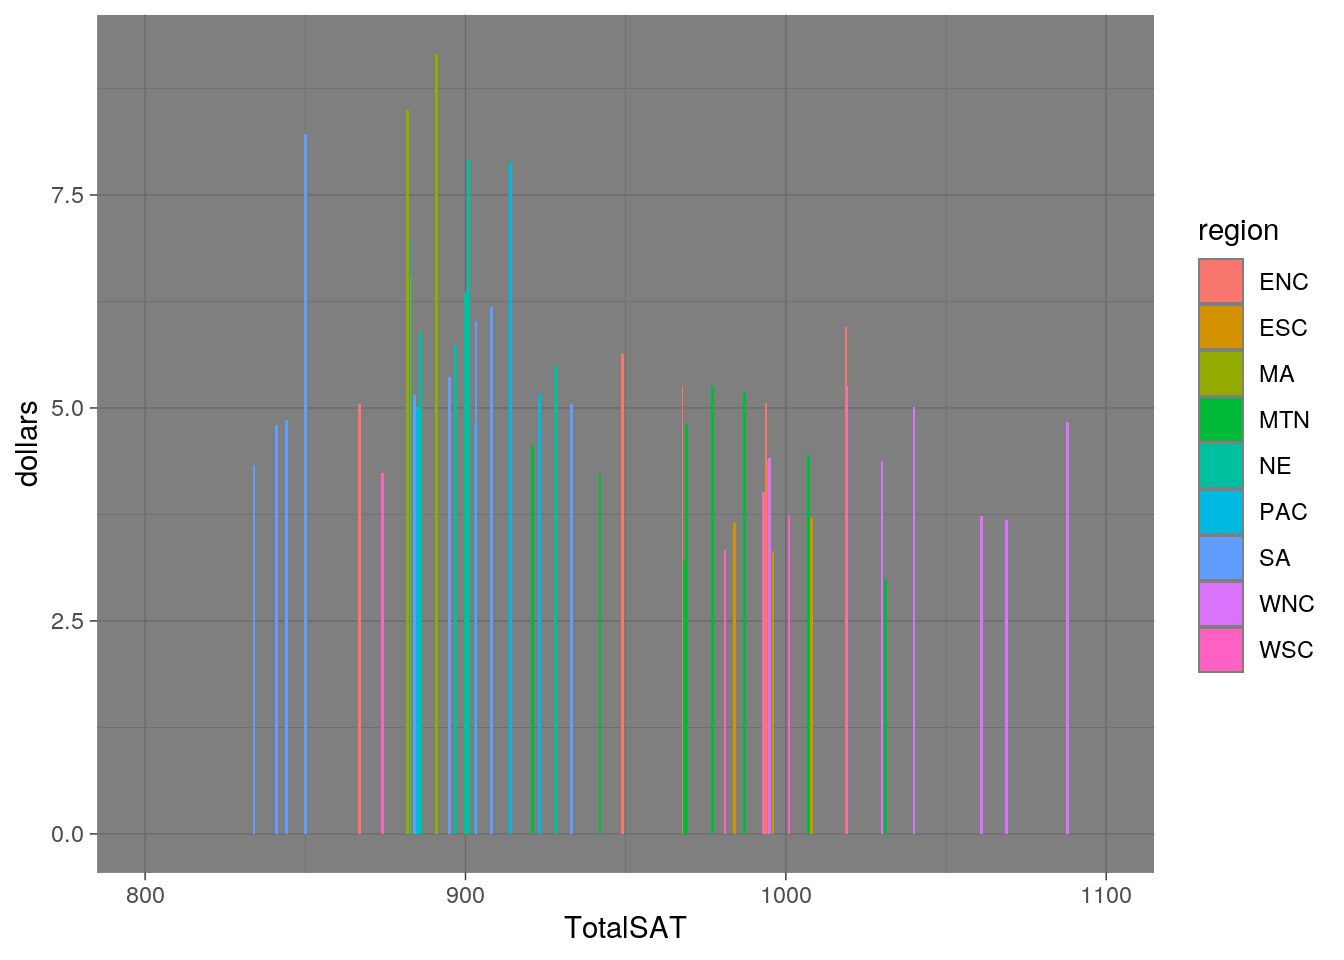 7.5
5.0
2.5
0.0
dollars
800
900
1000
1100
TotalSAT
region
ENC
ESC
MA
MTN
NE
PAC
SA
WNC
WSC